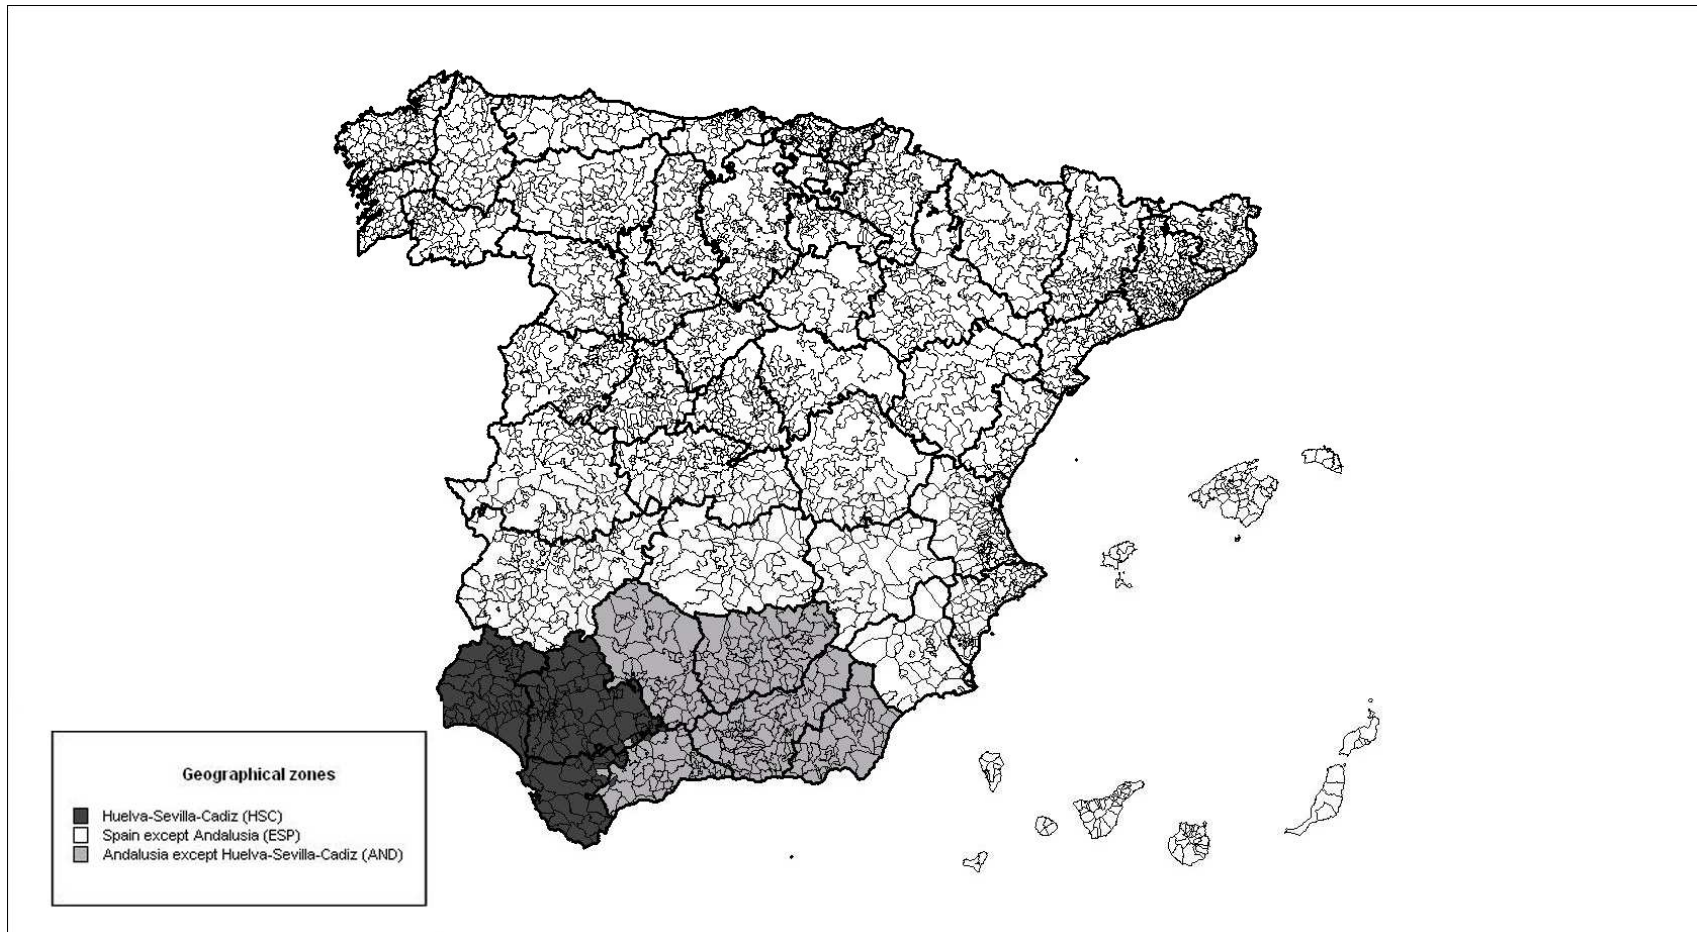 Geographical zones
Huelva-Sevilla-Cadiz (HSC)
Spain except Andalusia (ESP)
Andalusia except Huelva-Sevilla-Cadiz (AND)